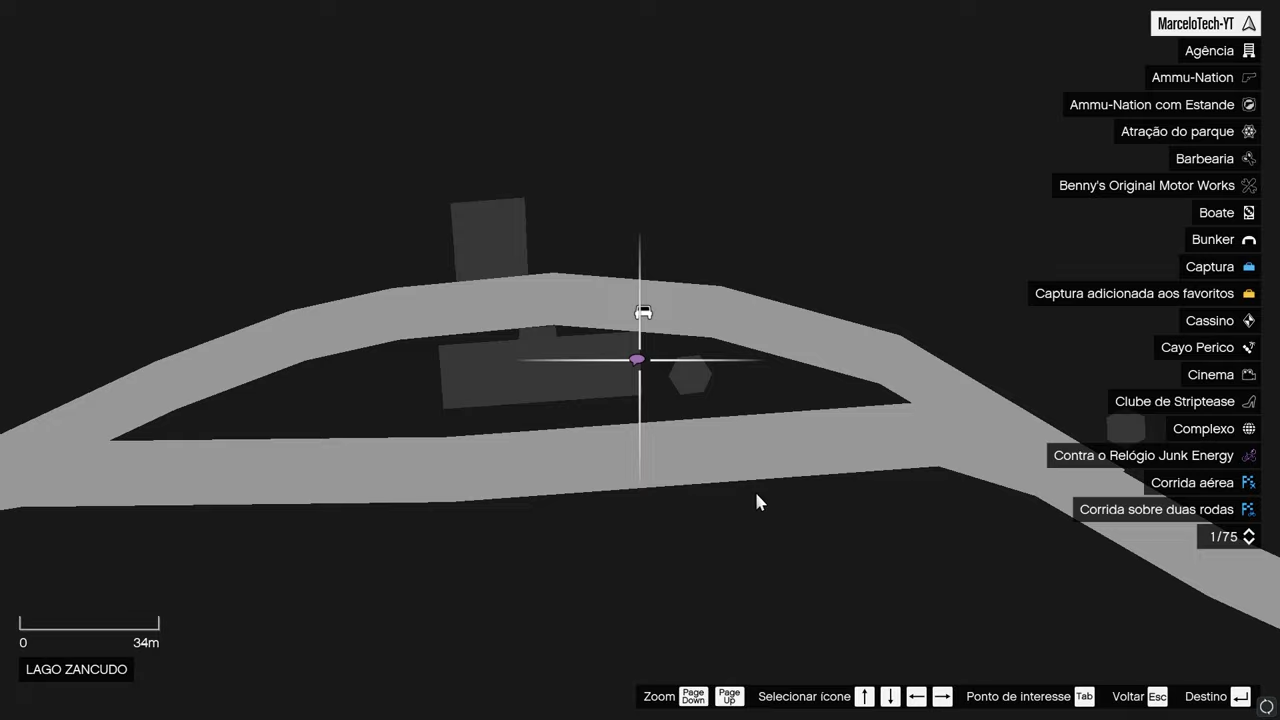 MarceloTech-YT
Agência
Ammu-Nation
Ammu-Nation com Estande
Atração do parque
Barbearia
Benny's Original Motor Works
Boate
Bunker
Captura
Captura adicionada aos favoritos
Cassino
Cayo Perico
Cinema
Clube de Striptease
Complexo
Contra o Relógio Junk Energy
Corrida aérea
Corrida sobre duas rodas
1/75
0 34m
LAGO ZANCUDO
Zoom Page Down Page Up Selecionar ícone ↑ ↓ ← → Ponto de interesse Tab Voltar Esc Destino